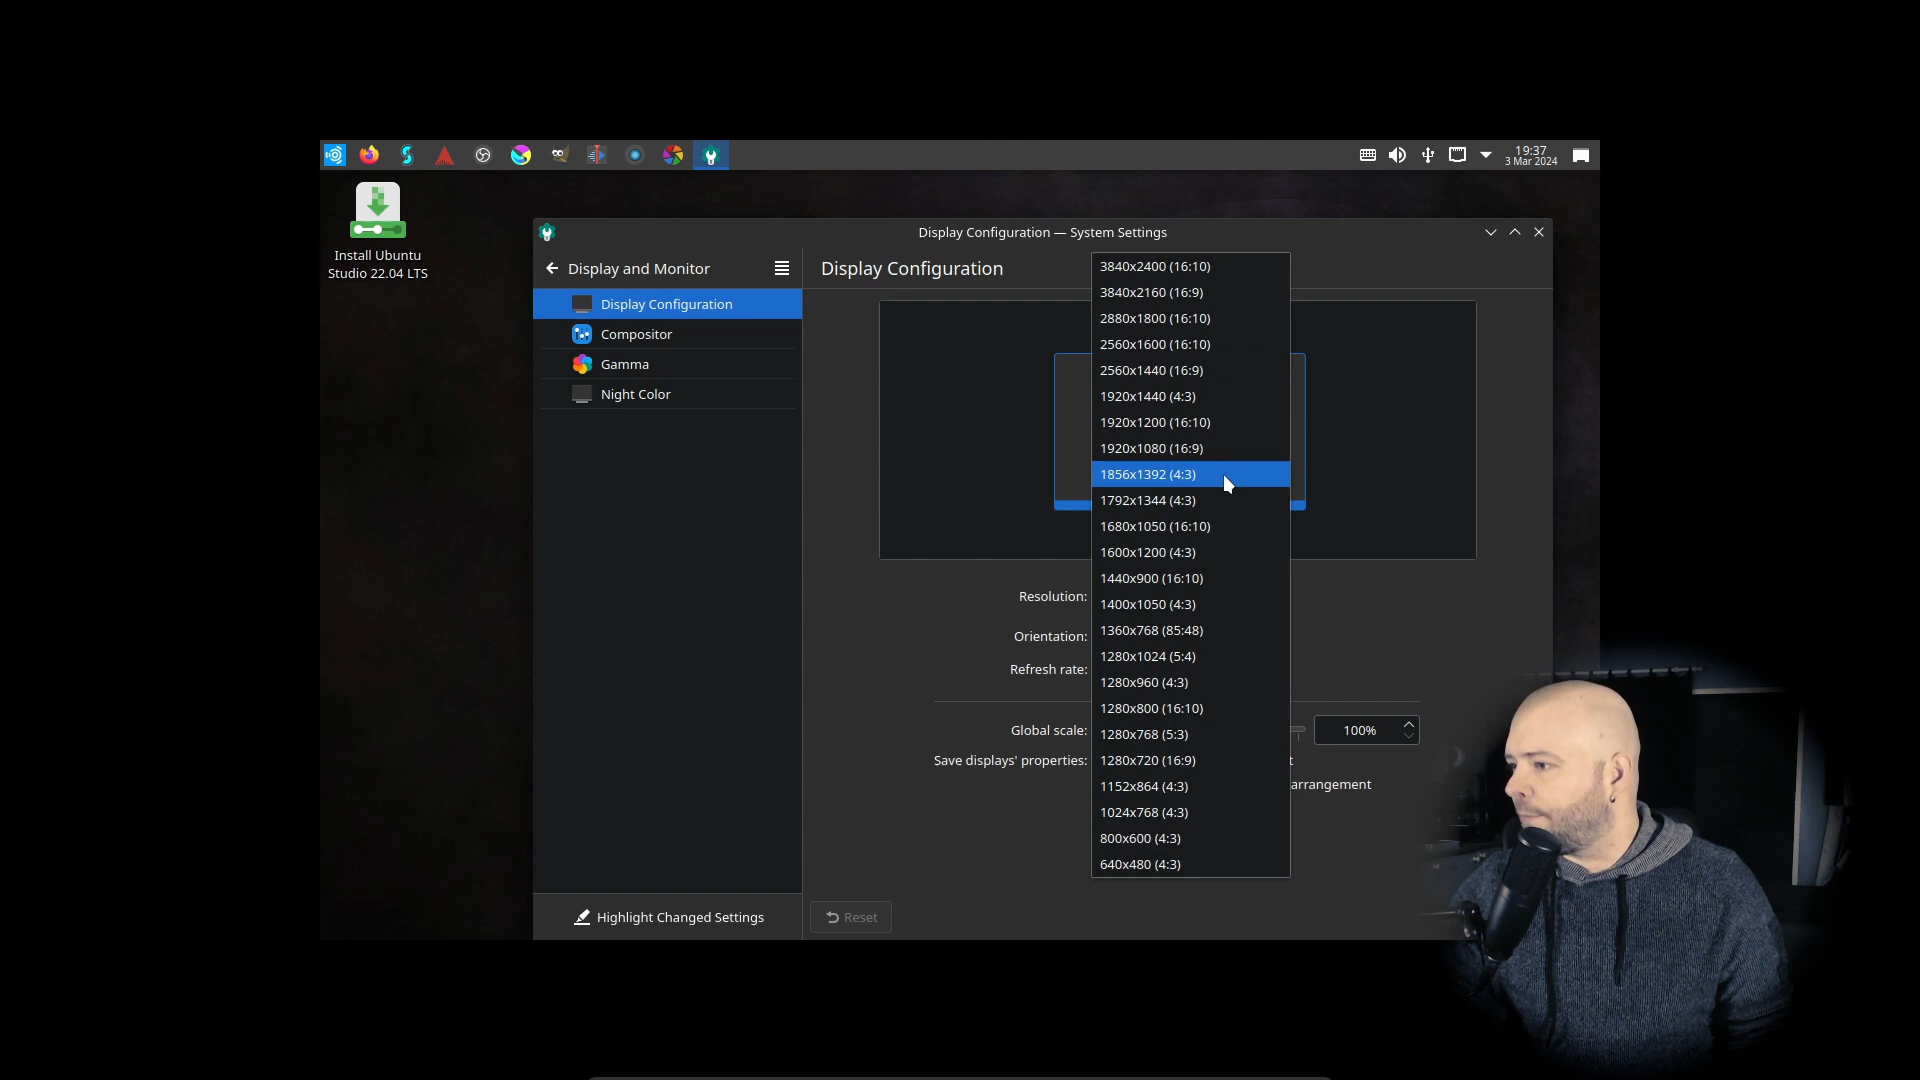 19:37
3 Mar 2024
Install Ubuntu
Studio 22.04 LTS
Display Configuration — System Settings
Display and Monitor
Display Configuration
Compositor
Gamma
Night Color
Highlight Changed Settings
Display Configuration
3840x2400 (16:10)
3840x2160 (16:9)
2880x1800 (16:10)
2560x1600 (16:10)
2560x1440 (16:9)
1920x1440 (4:3)
1920x1200 (16:10)
1920x1080 (16:9)
1856x1392 (4:3)
1792x1344 (4:3)
1680x1050 (16:10)
1600x1200 (4:3)
1440x900 (16:10)
1400x1050 (4:3)
1360x768 (85:48)
1280x1024 (5:4)
1280x960 (4:3)
1280x800 (16:10)
1280x768 (5:3)
1280x720 (16:9)
1152x864 (4:3)
1024x768 (4:3)
800x600 (4:3)
640x480 (4:3)
Resolution:
Orientation:
Refresh rate:
Global scale:
100%
Save displays' properties:
arrangement
Reset